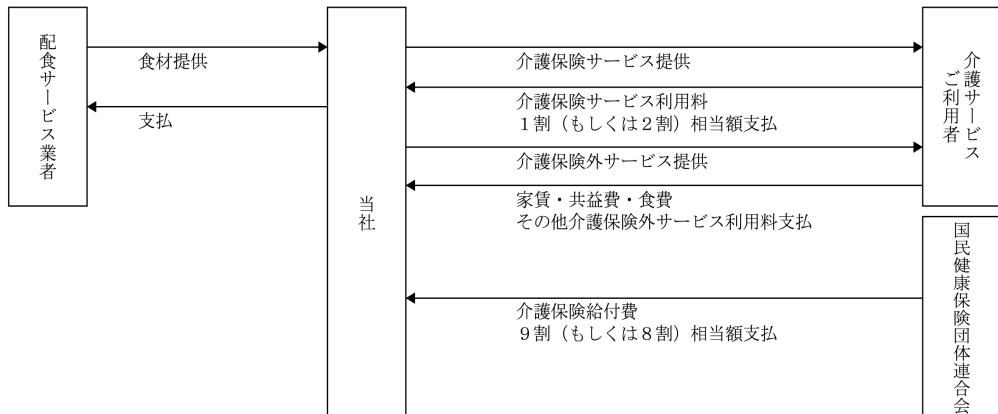 配食サービス業者
食材提供
支払
当社
介護保険サービス提供
介護保険サービス利用料
1割（もしくは2割）相当額支払
介護保険外サービス提供
家賃・共益費・食費
その他介護保険外サービス利用料支払
介護保険給付費
9割（もしくは8割）相当額支払
介護サービス
ご利用者
国民健康保険団体連合会